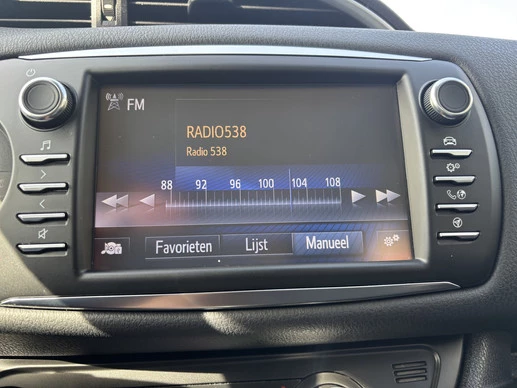 FM
RADIO538
Radio 538
88 92 96 100 104 108
Favorieten Lijst Manueel